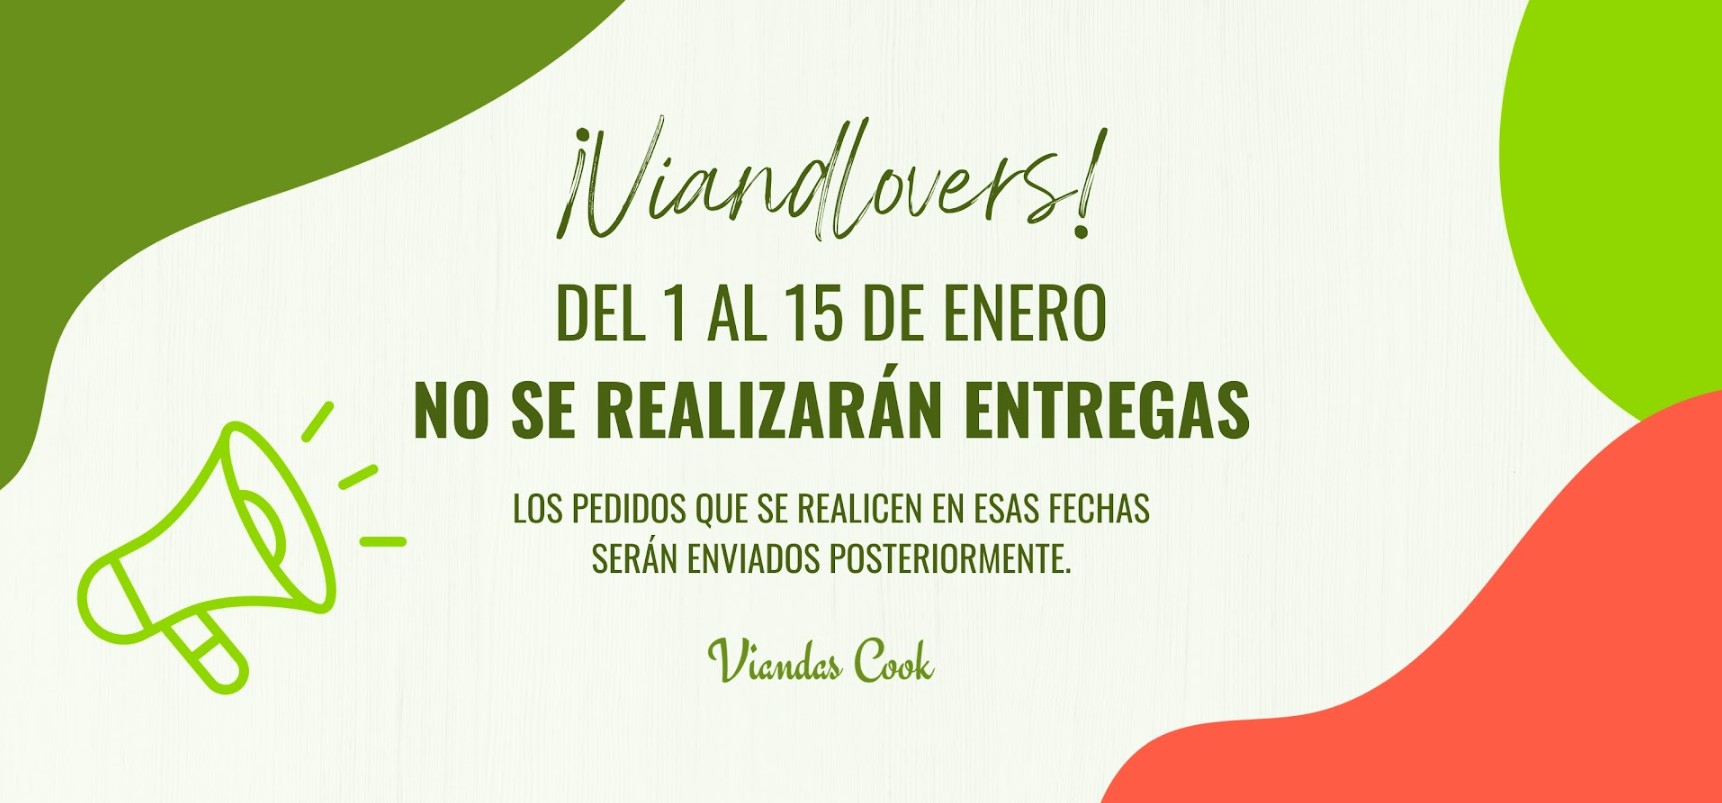 ¡Viandlovers!
DEL 1 AL 15 DE ENERO
NO SE REALIZARÁN ENTREGAS
LOS PEDIDOS QUE SE REALICEN EN ESAS FECHAS
SERÁN ENVIADOS POSTERIORMENTE.
Viandas Cook